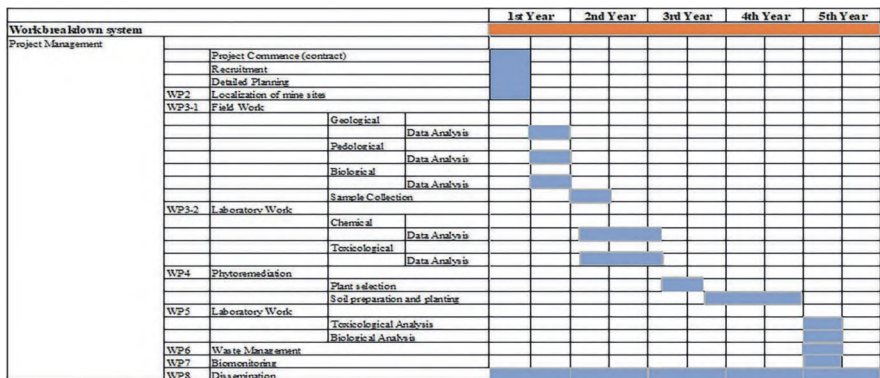 1st Year 2nd Year 3rd Year 4th Year 5th Year
Workbreakdown system
Project Management
Project Commence (contract)
Recruitment
Detailed Planning
WP2 Localization of mine sites
WP3-1 Field Work
Geological
Data Analysis
Pedological
Data Analysis
Biological
Data Analysis
Sample Collection
WP3-2 Laboratory Work
Chemical
Data Analysis
Toxicological
Data Analysis
WP4 Phytoremediation
Plant selection
Soil preparation and planting
WP5 Laboratory Work
Toxicological Analysis
Biological Analysis
WP6 Waste Management
WP7 Biomonitoring
WP8 Dissemination